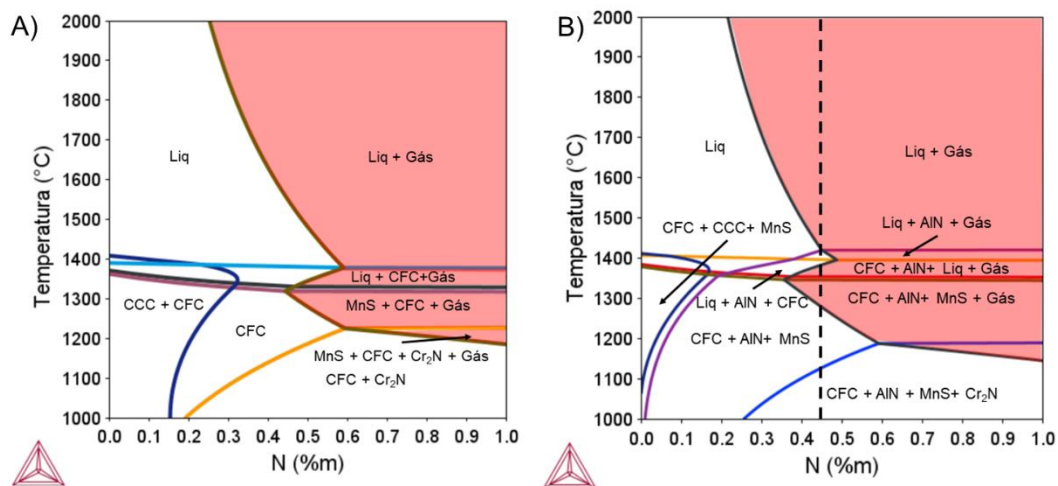 A)
Temperatura (°C)
2000
1900
1800
1700
1600
1500
1400
1300
1200
1100
1000
Liq
Liq + Gás
Liq + CFC+Gás
CCC + CFC
MnS + CFC + Gás
CFC
MnS + CFC + Cr₂N + Gás
CFC + Cr₂N
0.0 0.1 0.2 0.3 0.4 0.5 0.6 0.7 0.8 0.9 1.0
N (%m)
B)
Temperatura (°C)
2000
1900
1800
1700
1600
1500
1400
1300
1200
1100
1000
Liq
Liq + Gás
CFC + CCC+ MnS
Liq + AlN + Gás
CFC + AlN+ Liq + Gás
Liq + AlN + CFC
CFC + AlN+ MnS + Gás
CFC + AlN+ MnS
CFC + AlN + MnS+ Cr₂N
0.0 0.1 0.2 0.3 0.4 0.5 0.6 0.7 0.8 0.9 1.0
N (%m)